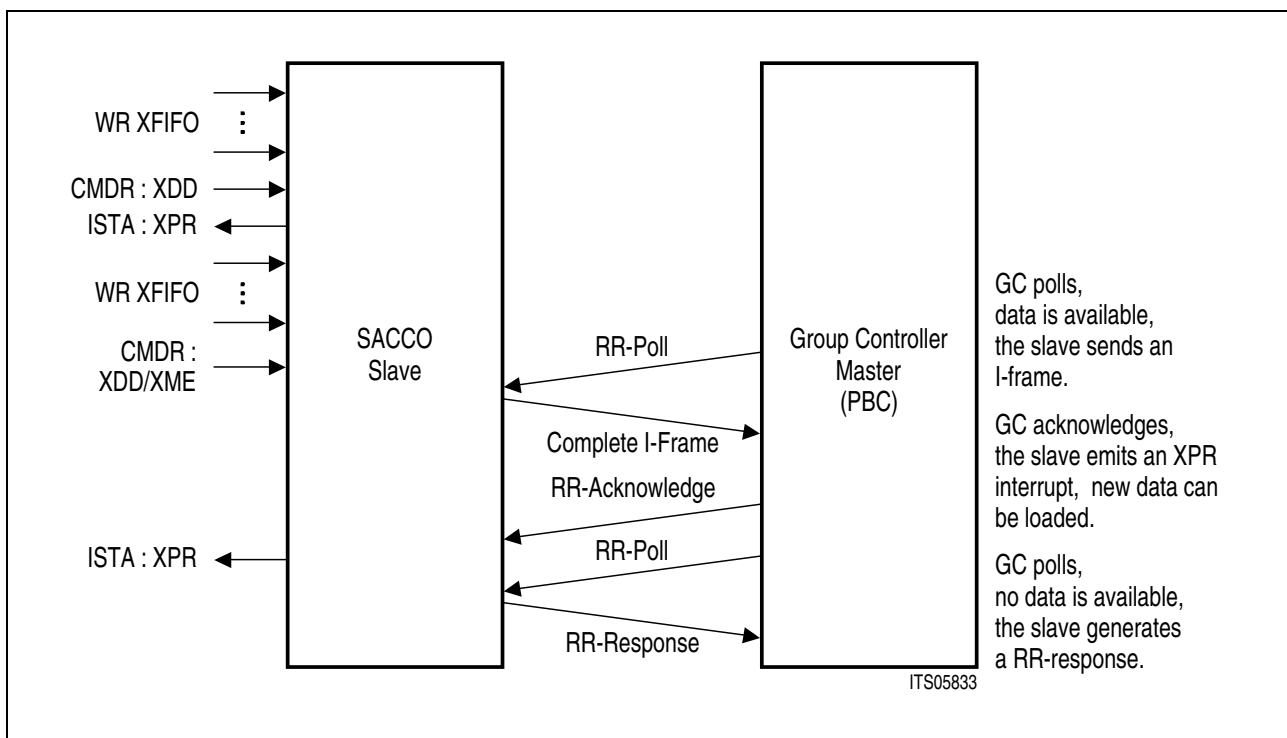 WR XFIFO
CMDR : XDD
ISTA : XPR
WR XFIFO
CMDR :
XDD/XME
ISTA : XPR
SACCO
Slave
RR-Poll
Complete I-Frame
RR-Acknowledge
RR-Poll
RR-Response
Group Controller
Master
(PBC)
GC polls,
data is available,
the slave sends an
I-frame.
GC acknowledges,
the slave emits an XPR
interrupt, new data can
be loaded.
GC polls,
no data is available,
the slave generates
a RR-response.
ITS05833